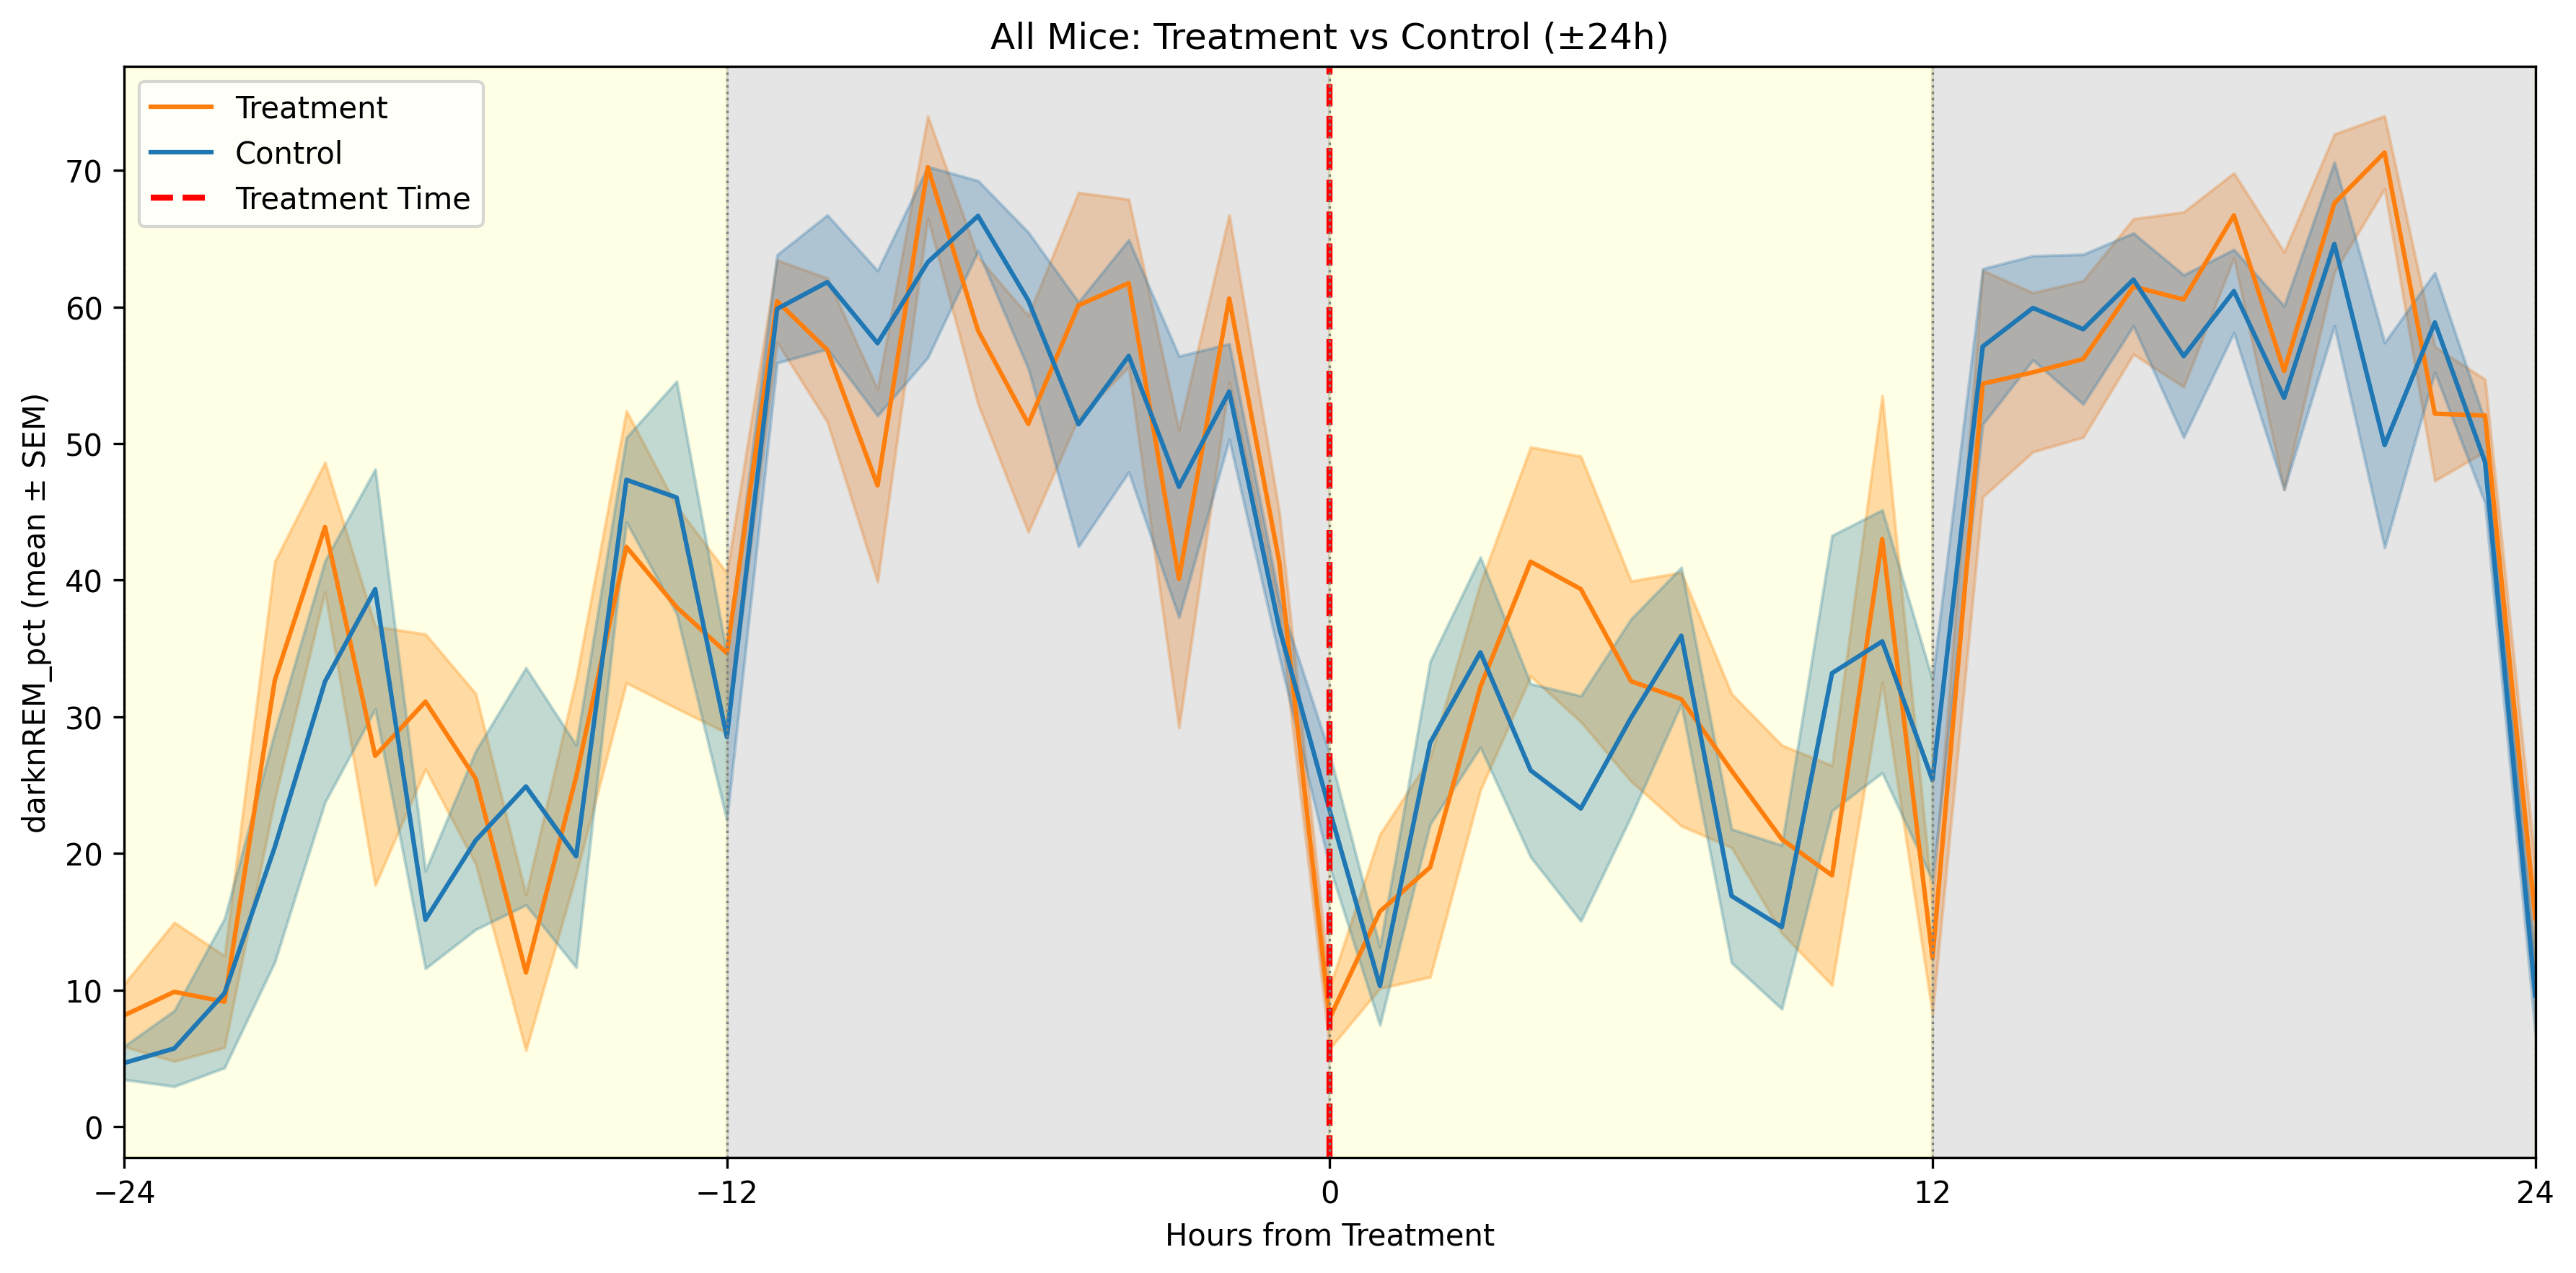 All Mice: Treatment vs Control (±24h)
Treatment
Control
Treatment Time
darknREM_pct (mean ± SEM)
70
60
50
40
30
20
10
0
−24
−12
0
12
24
Hours from Treatment